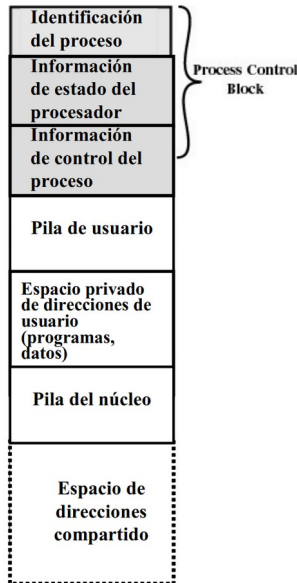 Identificación
del proceso
Información
de estado del
procesador
Información
de control del
proceso
Process Control
Block
Pila de usuario
Espacio privado
de direcciones de
usuario
(programas,
datos)
Pila del núcleo
Espacio de
direcciones
compartido